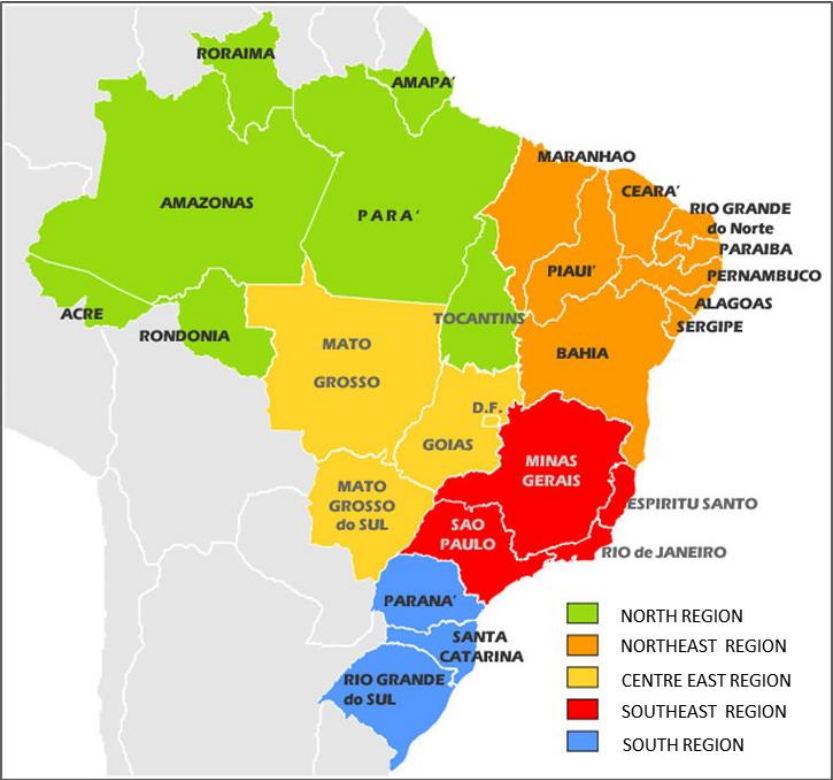 RORAIMA
AMAPA´
MARANHAO
CEARA´
AMAZONAS
PARA´
RIO GRANDE
do Norte
PARAIBA
PIAUI´
PERNAMBUCO
ALAGOAS
ACRE
TOCANTINS
SERGIPE
RONDONIA
MATO
GROSSO
BAHIA
D.F.
GOIAS
MINAS
GERAIS
MATO
GROSSO
do SUL
ESPIRITU SANTO
SAO
PAULO
RIO de JANEIRO
PARANA´
SANTA
CATARINA
RIO GRANDE
do SUL
NORTH REGION
NORTHEAST REGION
CENTRE EAST REGION
SOUTHEAST REGION
SOUTH REGION